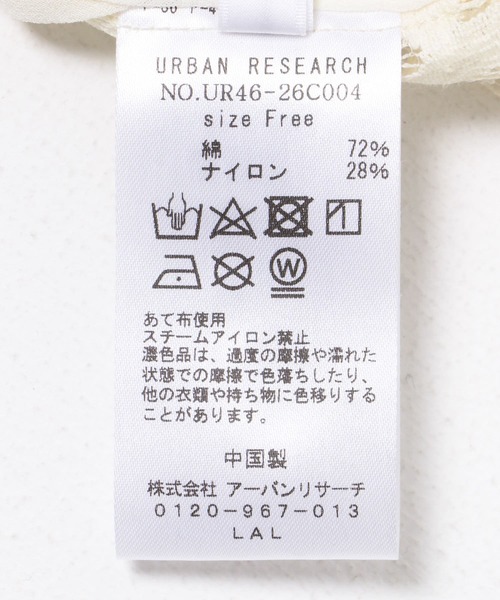 URBAN RESEARCH
NO.UR46-26C004
size Free
綿 72%
ナイロン 28%
W
あて布使用
スチームアイロン禁止
濃色品は、過度の摩擦や濡れた
状態での摩擦で色落ちしたり、
他の衣類や持ち物に色移りする
ことがあります。
中国製
株式会社 アーバンリサーチ
0120-967-013
LAL